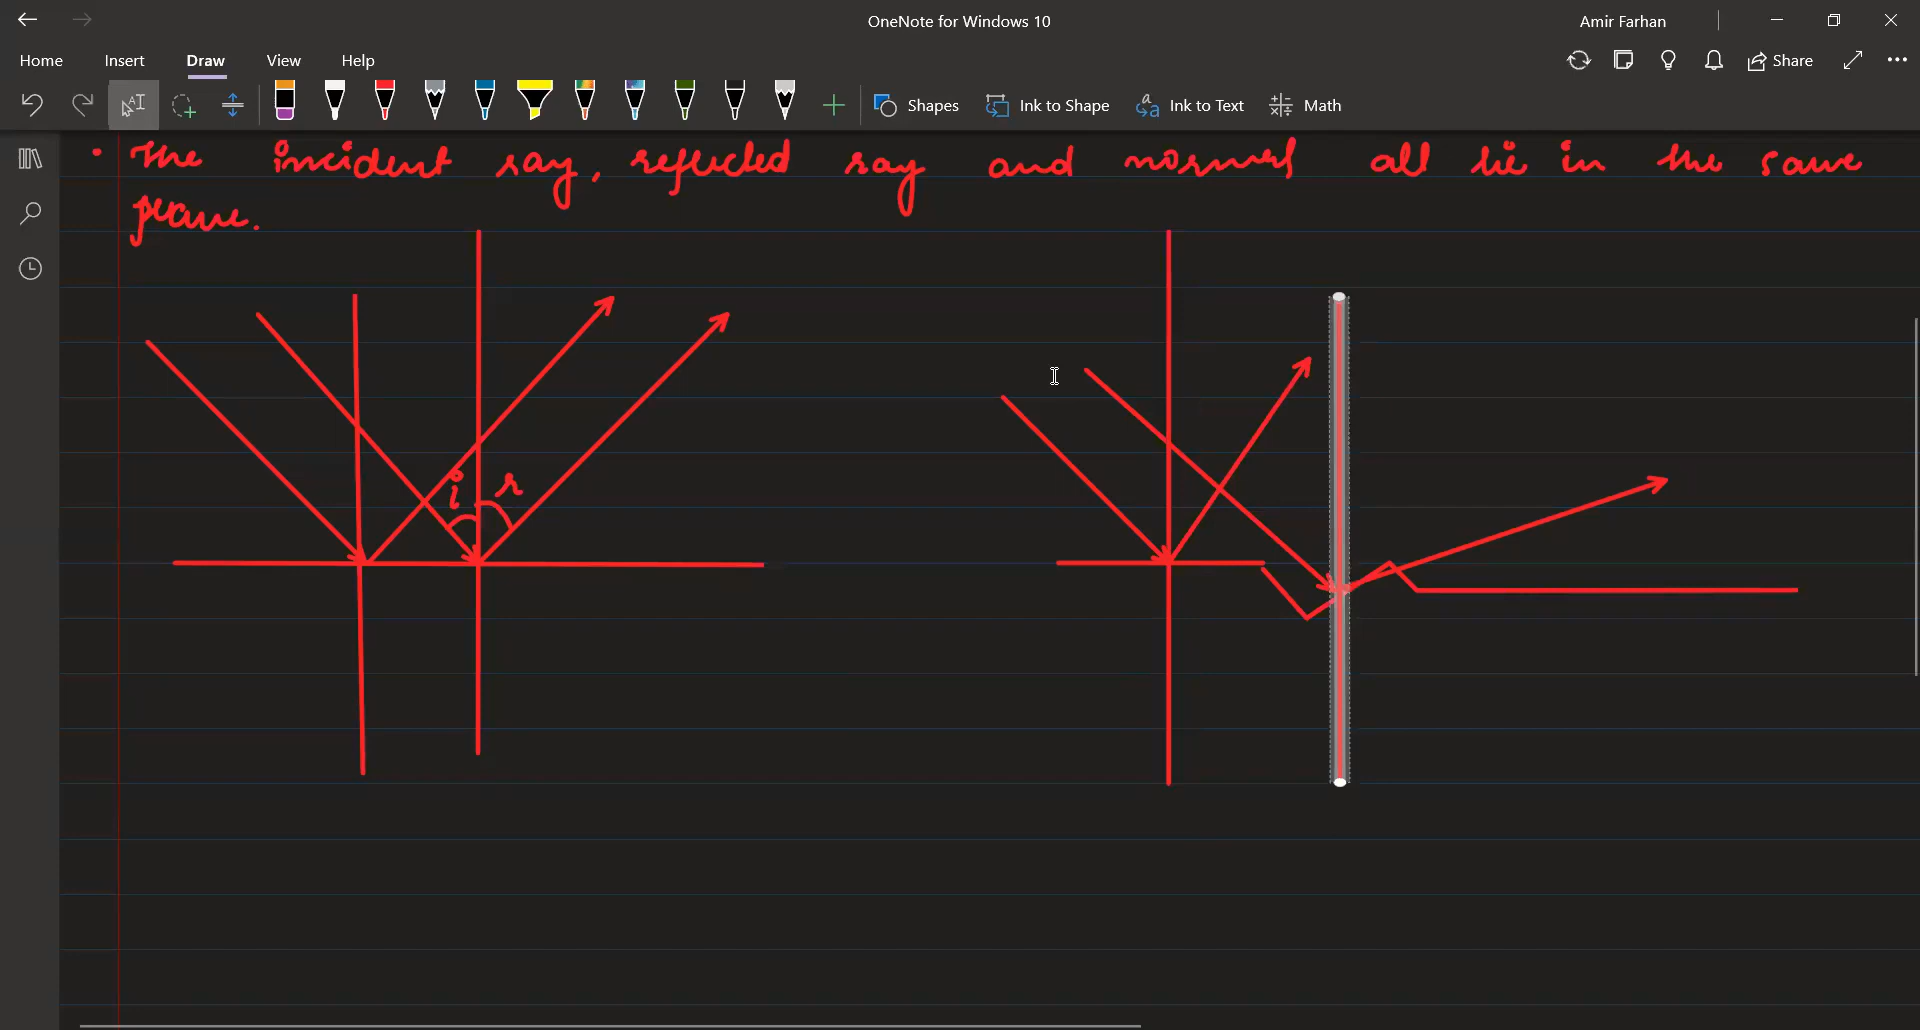 OneNote for Windows 10
Amir Farhan
Home Insert Draw View Help
Share
Shapes Ink to Shape Ink to Text Math
• The incident ray, reflected ray and normal all lie in the same
plane.
i r